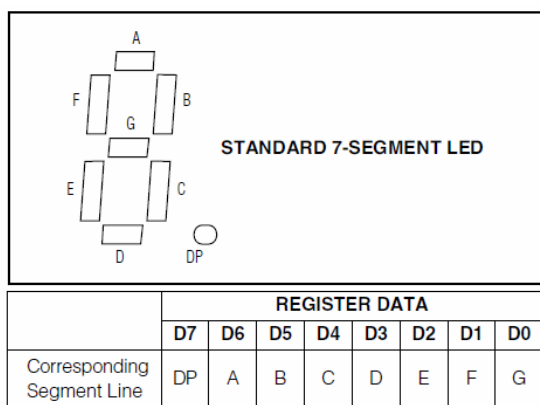 A
F B
G
STANDARD 7-SEGMENT LED
E C
D DP
REGISTER DATA
D7 D6 D5 D4 D3 D2 D1 D0
Corresponding
Segment Line
DP A B C D E F G